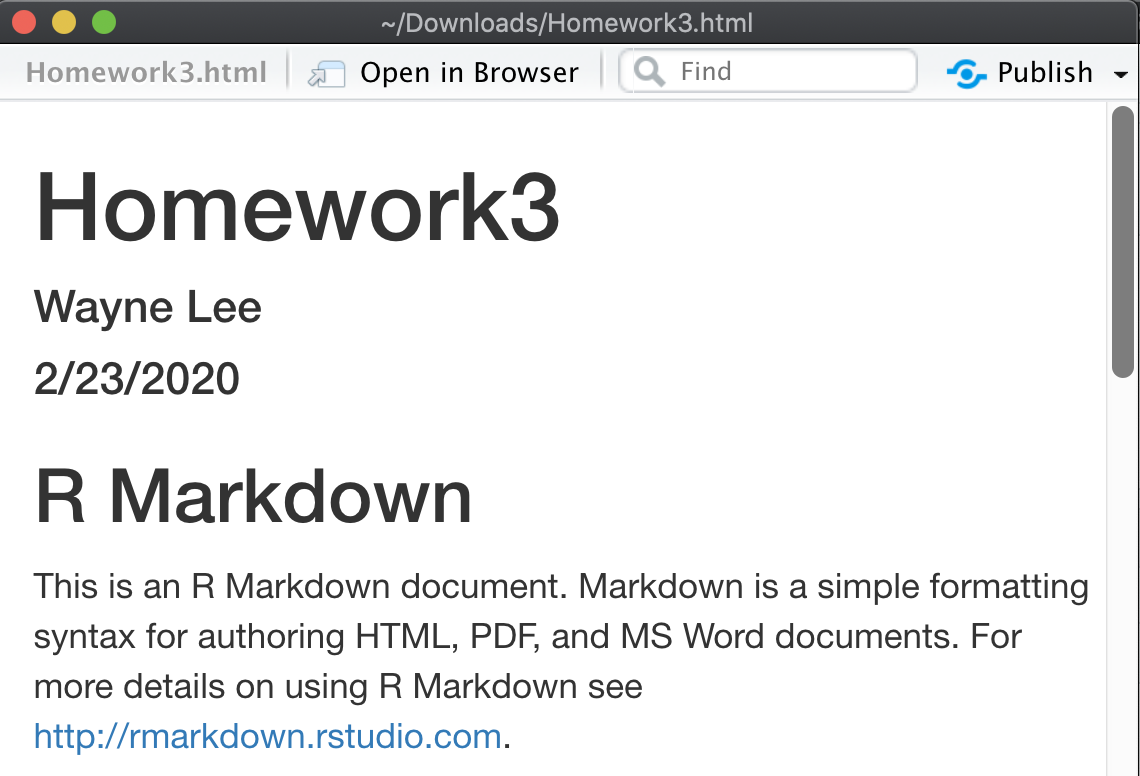 ~/Downloads/Homework3.html
Homework3.html Open in Browser Find Publish
Homework3
Wayne Lee
2/23/2020
R Markdown
This is an R Markdown document. Markdown is a simple formatting
syntax for authoring HTML, PDF, and MS Word documents. For
more details on using R Markdown see
http://rmarkdown.rstudio.com.